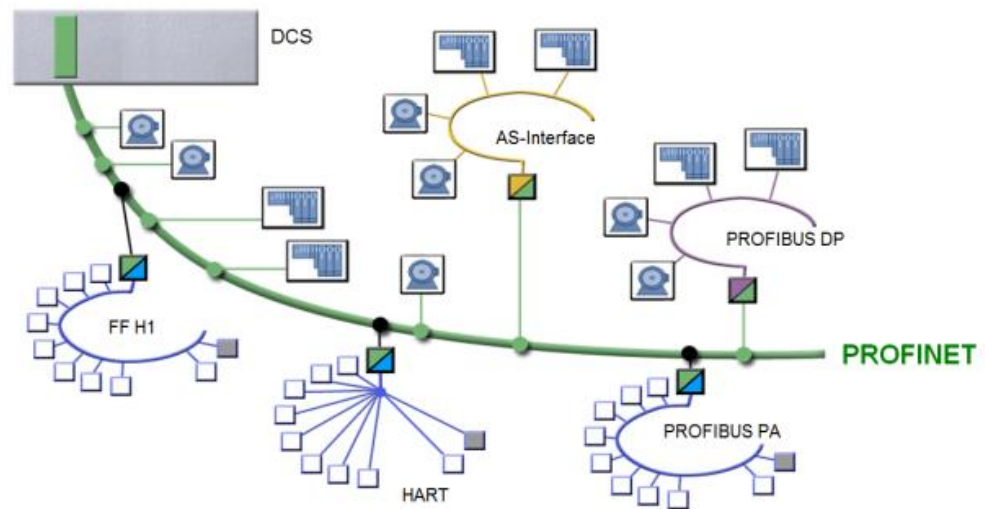 DCS
AS-Interface
PROFIBUS DP
FF H1
PROFINET
PROFIBUS PA
HART